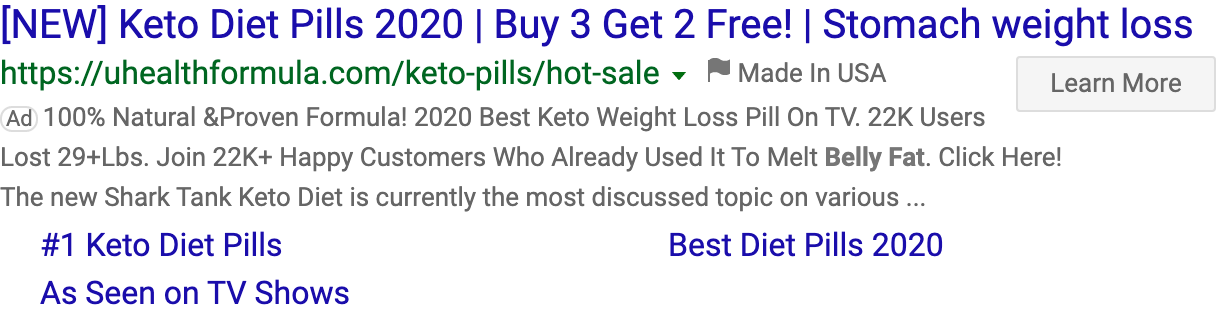 [NEW] Keto Diet Pills 2020 | Buy 3 Get 2 Free! | Stomach weight loss
https://uhealthformula.com/keto-pills/hot-sale Made In USA Learn More
Ad 100% Natural &Proven Formula! 2020 Best Keto Weight Loss Pill On TV. 22K Users
Lost 29+Lbs. Join 22K+ Happy Customers Who Already Used It To Melt Belly Fat. Click Here!
The new Shark Tank Keto Diet is currently the most discussed topic on various ...
#1 Keto Diet Pills Best Diet Pills 2020
As Seen on TV Shows